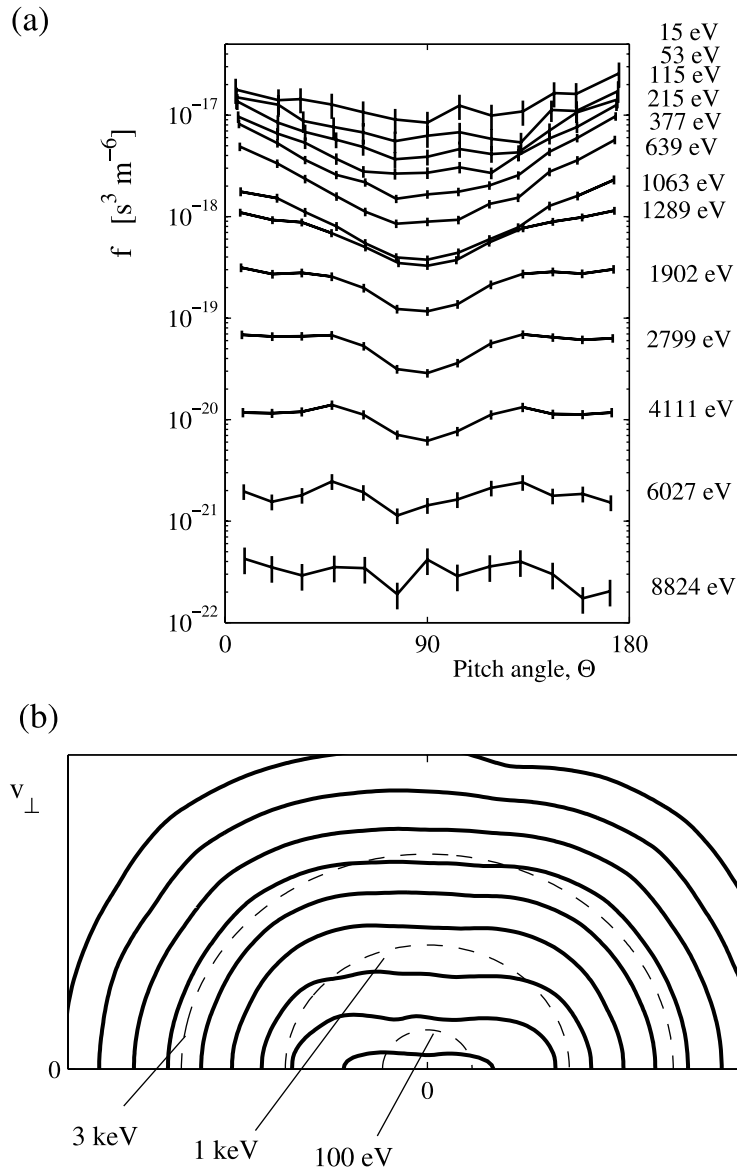 (a)
15 eV
53 eV
115 eV
215 eV
377 eV
639 eV
1063 eV
1289 eV
1902 eV
2799 eV
4111 eV
6027 eV
8824 eV
f [s³ m⁻⁶]
10⁻¹⁷
10⁻¹⁸
10⁻¹⁹
10⁻²⁰
10⁻²¹
10⁻²²
0 90 180
Pitch angle, Θ
(b)
v⊥
0
0
3 keV
1 keV
100 eV